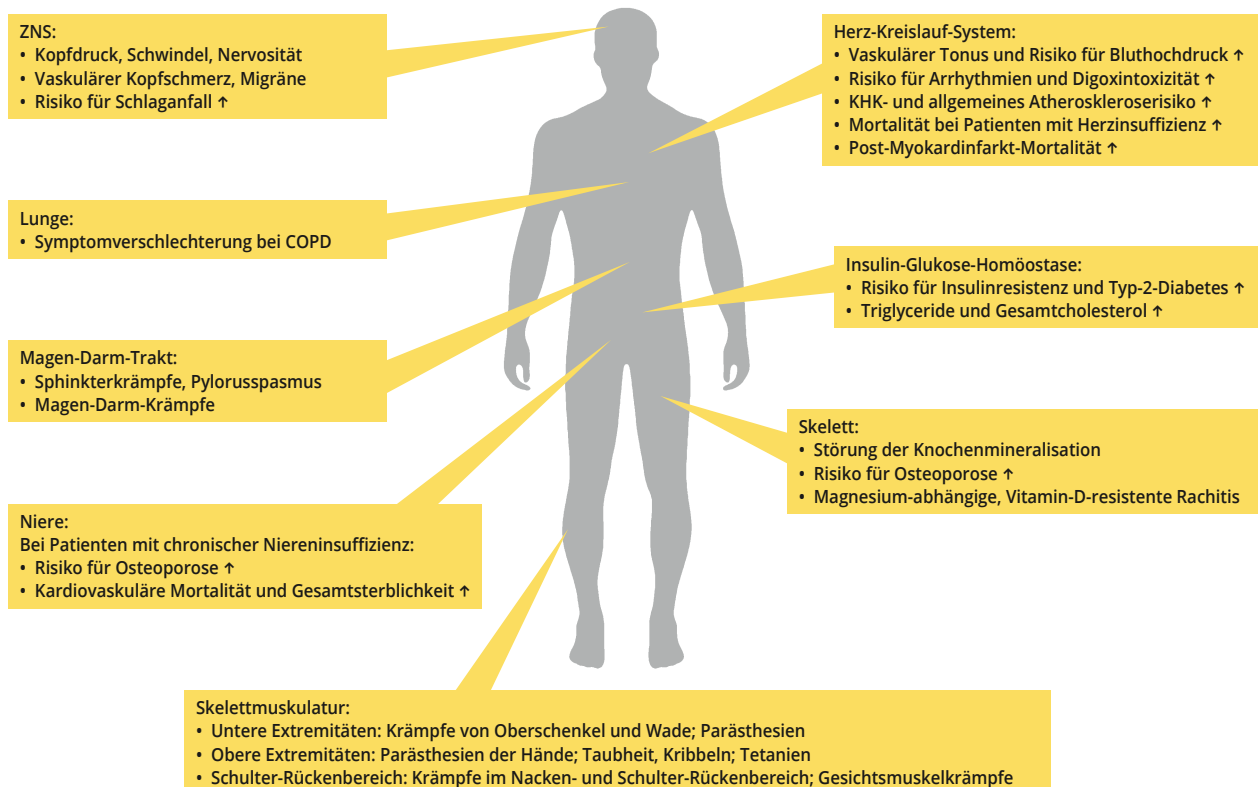 ZNS:
• Kopfdruck, Schwindel, Nervosität
• Vaskulärer Kopfschmerz, Migräne
• Risiko für Schlaganfall ↑
Herz-Kreislauf-System:
• Vaskulärer Tonus und Risiko für Bluthochdruck ↑
• Risiko für Arrhythmien und Digoxintoxizität ↑
• KHK- und allgemeines Atheroskleroserisiko ↑
• Mortalität bei Patienten mit Herzinsuffizienz ↑
• Post-Myokardinfarkt-Mortalität ↑
Lunge:
• Symptomverschlechterung bei COPD
Insulin-Glukose-Homöostase:
• Risiko für Insulinresistenz und Typ-2-Diabetes ↑
• Triglyceride und Gesamtcholesterol ↑
Magen-Darm-Trakt:
• Sphinkterkrämpfe, Pylorusspasmus
• Magen-Darm-Krämpfe
Skelett:
• Störung der Knochenmineralisation
• Risiko für Osteoporose ↑
• Magnesium-abhängige, Vitamin-D-resistente Rachitis
Niere:
Bei Patienten mit chronischer Niereninsuffizienz:
• Risiko für Osteoporose ↑
• Kardiovaskuläre Mortalität und Gesamtsterblichkeit ↑
Skelettmuskulatur:
• Untere Extremitäten: Krämpfe von Oberschenkel und Wade; Parästhesien
• Obere Extremitäten: Parästhesien der Hände; Taubheit, Kribbeln; Tetanien
• Schulter-Rückenbereich: Krämpfe im Nacken- und Schulter-Rückenbereich; Gesichtsmuskelkrämpfe